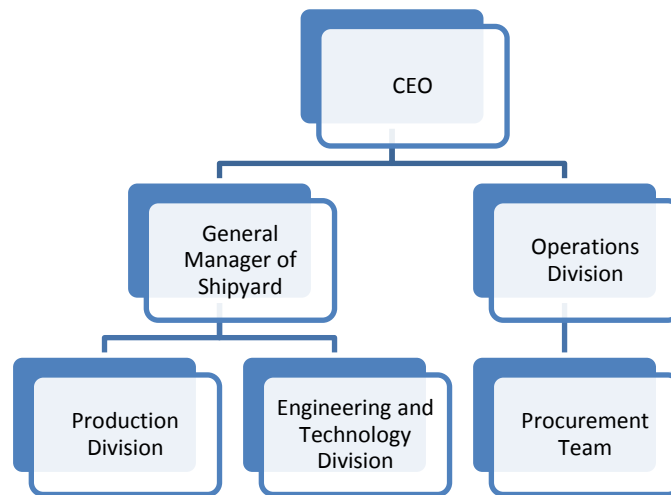 CEO
General
Manager of
Shipyard
Operations
Division
Production
Division
Engineering and
Technology
Division
Procurement
Team